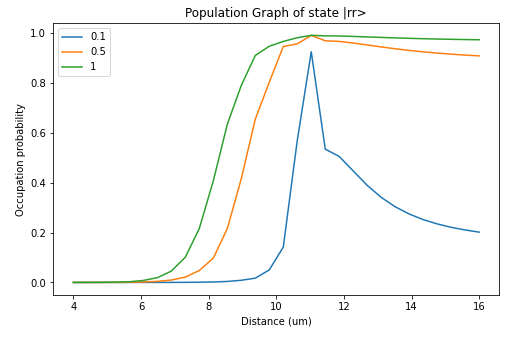 Population Graph of state |rr>
1.0
0.8
0.6
0.4
0.2
0.0
Occupation probability
0.1
0.5
1
4 6 8 10 12 14 16
Distance (um)